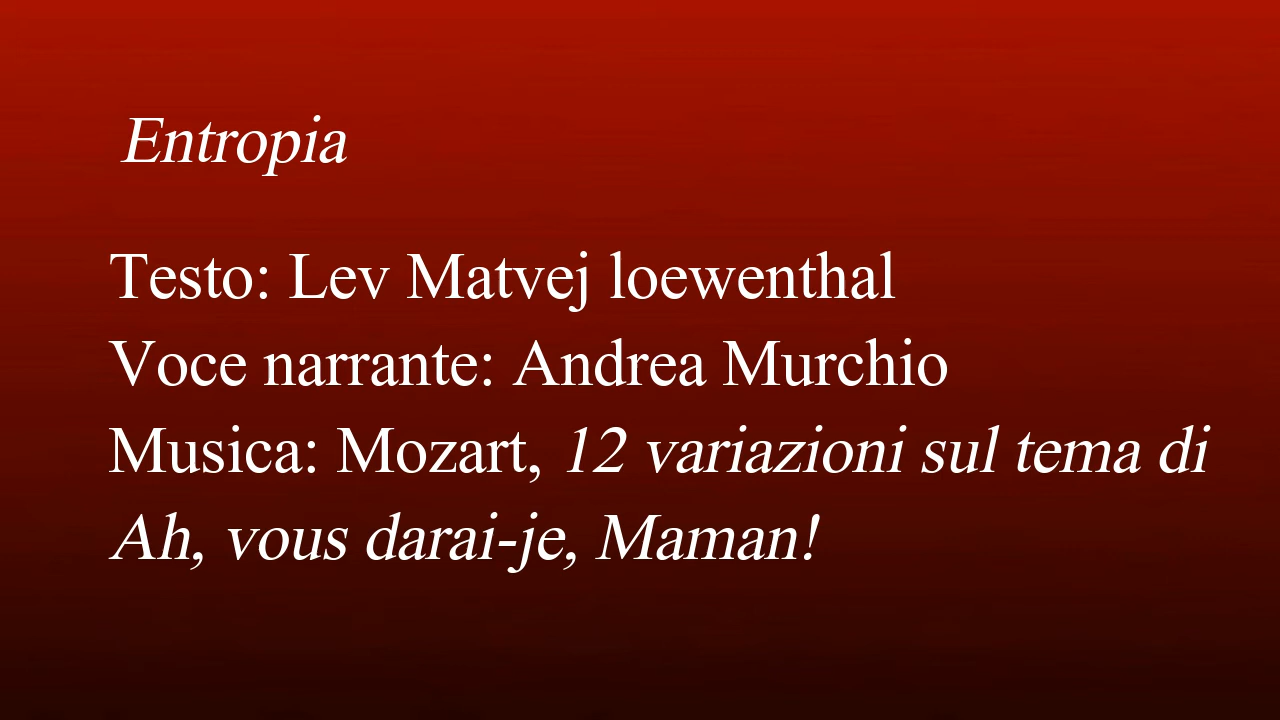 Entropia
Testo: Lev Matvej loewenthal
Voce narrante: Andrea Murchio
Musica: Mozart, 12 variazioni sul tema di
Ah, vous darai-je, Maman!